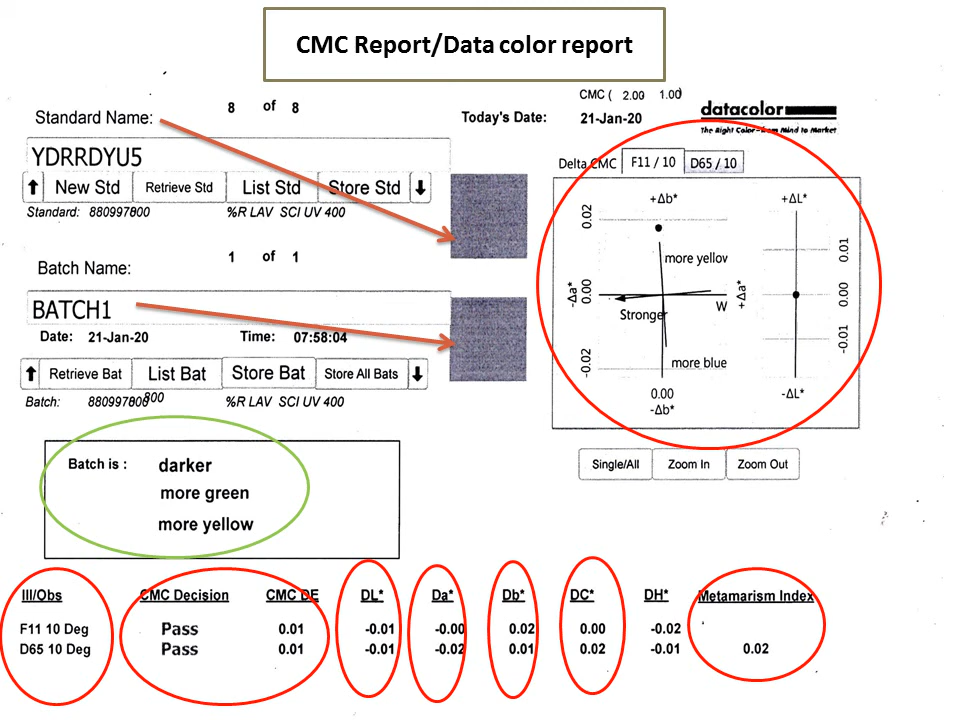 CMC Report/Data color report
CMC ( 2.00 1.00)
8 of 8
Standard Name:
Today's Date: 21-Jan-20
datacolor
The Right Color—from Mind to Market
YDRRDYU5
Delta CMC F11 / 10 D65 / 10
New Std Retrieve Std List Std Store Std
Standard: 880997800 %R LAV SCI UV 400
+Δb* +ΔL*
0.02
more yellow
0.01
1 of 1
Batch Name:
-Δa* 0.00 +Δa* 0.00
W
Stronger
BATCH1
Date: 21-Jan-20 Time: 07:58:04
-0.01
-0.02
more blue
Retrieve Bat List Bat Store Bat Store All Bats
0.00
-Δb* -ΔL*
Batch: 880997800 800 %R LAV SCI UV 400
Single/All Zoom In Zoom Out
Batch is : darker
more green
more yellow
Ill/Obs CMC Decision CMC DE DL* Da* Db* DC* DH* Metamarism Index
F11 10 Deg Pass 0.01 -0.01 -0.00 0.02 0.00 -0.02
D65 10 Deg Pass 0.01 -0.01 -0.02 0.01 0.02 -0.01 0.02